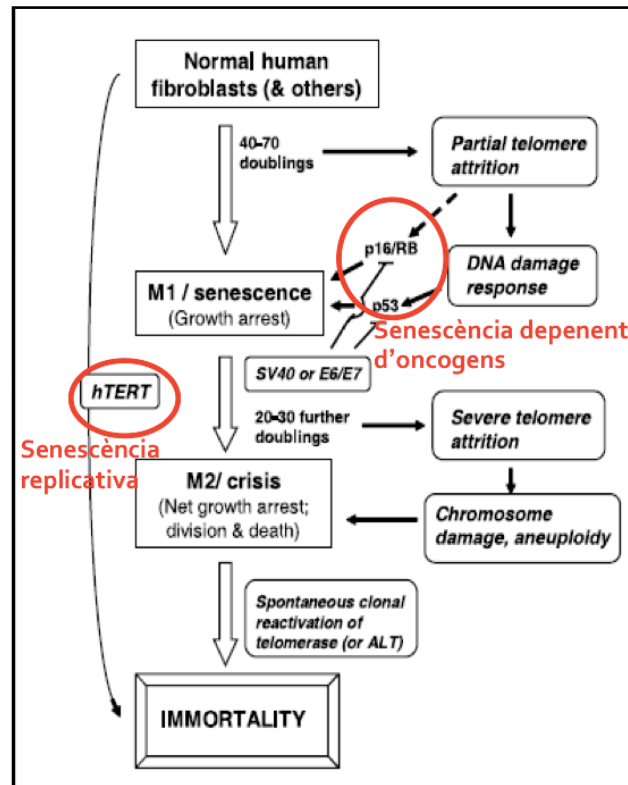 Normal human
fibroblasts (& others)
40–70
doublings
Partial telomere
attrition
p16/RB
DNA damage
response
M1 / senescence
(Growth arrest)
p53
Senescència depenent
d'oncogens
SV40 or E6/E7
hTERT
Senescència
replicativa
20–30 further
doublings
Severe telomere
attrition
M2/ crisis
(Net growth arrest;
division & death)
Chromosome
damage, aneuploidy
Spontaneous clonal
reactivation of
telomerase (or ALT)
IMMORTALITY